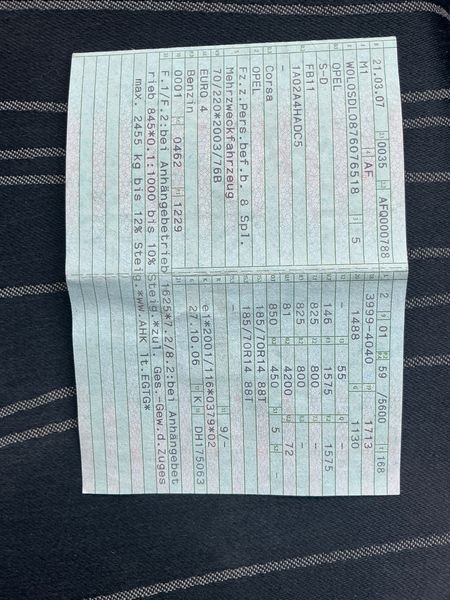 21.03.07 0035 AFQ000788
M1 AF
W0L0SDL0876076518 5
OPEL
S-D
FB11
1A02A4HADC5
-
Corsa
OPEL
Fz.z.Pers.bef.b. 8 Spl.
Mehrzweckfahrzeug
70/220*2003/76B
EURO 4
Benzin
0001 0462 1229
2 01 59 /5600 168
3999-4040 1713
1488 1130
- 55 -
146 1575 1575
825 800 -
825 800 -
81 4200 72
850 450 5 -
185/70R14 88T
185/70R14 88T
-
9/-
e1*2001/116*0379*02
27.10.06 K DH175063
F.1/F.2:bei Anhängebetrieb 1625*7.2/8.2:bei Anhängebet
rieb 845*0.1:1000 bis 10% Steig.*zul. Ges.-Gew.d.Zuges
max. 2455 kg bis 12% Steig.*ww.AHK lt.EGTG*